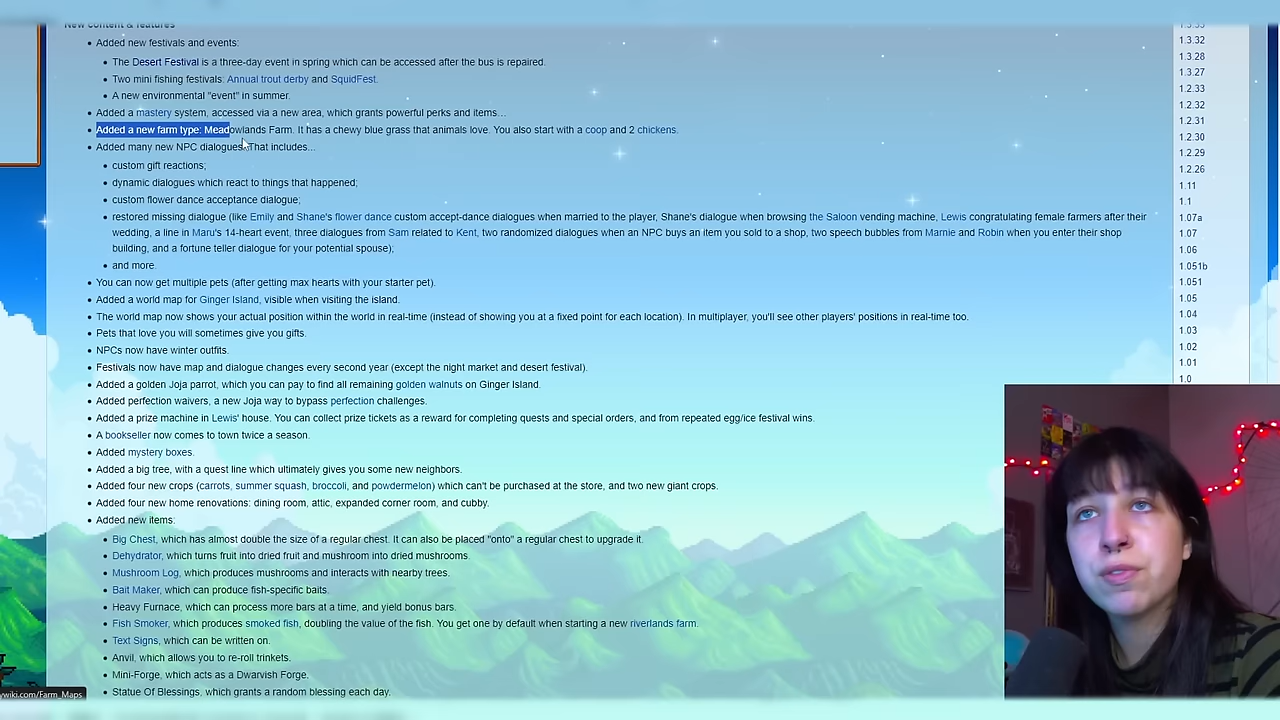 New content & features
Added new festivals and events:
The Desert Festival is a three-day event in spring which can be accessed after the bus is repaired.
Two mini fishing festivals: Annual trout derby and SquidFest.
A new environmental "event" in summer.
Added a mastery system, accessed via a new area, which grants powerful perks and items...
Added a new farm type: Meadowlands Farm. It has a chewy blue grass that animals love. You also start with a coop and 2 chickens.
Added many new NPC dialogues. That includes...
custom gift reactions;
dynamic dialogues which react to things that happened;
custom flower dance acceptance dialogue;
restored missing dialogue (like Emily and Shane's flower dance custom accept-dance dialogues when married to the player, Shane's dialogue when browsing the Saloon vending machine, Lewis congratulating female farmers after their
wedding, a line in Maru's 14-heart event, three dialogues from Sam related to Kent, two randomized dialogues when an NPC buys an item you sold to a shop, two speech bubbles from Marnie and Robin when you enter their shop
building, and a fortune teller dialogue for your potential spouse);
and more.
You can now get multiple pets (after getting max hearts with your starter pet).
Added a world map for Ginger Island, visible when visiting the island.
The world map now shows your actual position within the world in real-time (instead of showing you at a fixed point for each location). In multiplayer, you'll see other players' positions in real-time too.
Pets that love you will sometimes give you gifts.
NPCs now have winter outfits.
Festivals now have map and dialogue changes every second year (except the night market and desert festival).
Added a golden Joja parrot, which you can pay to find all remaining golden walnuts on Ginger Island.
Added perfection waivers, a new Joja way to bypass perfection challenges.
Added a prize machine in Lewis' house. You can collect prize tickets as a reward for completing quests and special orders, and from repeated egg/ice festival wins.
A bookseller now comes to town twice a season.
Added mystery boxes.
Added a big tree, with a quest line which ultimately gives you some new neighbors.
Added four new crops (carrots, summer squash, broccoli, and powdermelon) which can't be purchased at the store, and two new giant crops.
Added four new home renovations: dining room, attic, expanded corner room, and cubby.
Added new items:
Big Chest, which has almost double the size of a regular chest. It can also be placed "onto" a regular chest to upgrade it.
Dehydrator, which turns fruit into dried fruit and mushroom into dried mushrooms.
Mushroom Log, which produces mushrooms and interacts with nearby trees.
Bait Maker, which can produce fish-specific baits.
Heavy Furnace, which can process more bars at a time, and yield bonus bars.
Fish Smoker, which produces smoked fish, doubling the value of the fish. You get one by default when starting a new riverlands farm.
Text Signs, which can be written on.
Anvil, which allows you to re-roll trinkets.
Mini-Forge, which acts as a Dwarvish Forge.
Statue Of Blessings, which grants a random blessing each day.
ywiki.com/Farm_Maps
1.3.33
1.3.32
1.3.28
1.3.27
1.2.33
1.2.32
1.2.31
1.2.30
1.2.29
1.2.26
1.11
1.1
1.07a
1.07
1.06
1.051b
1.051
1.05
1.04
1.03
1.02
1.01
1.0